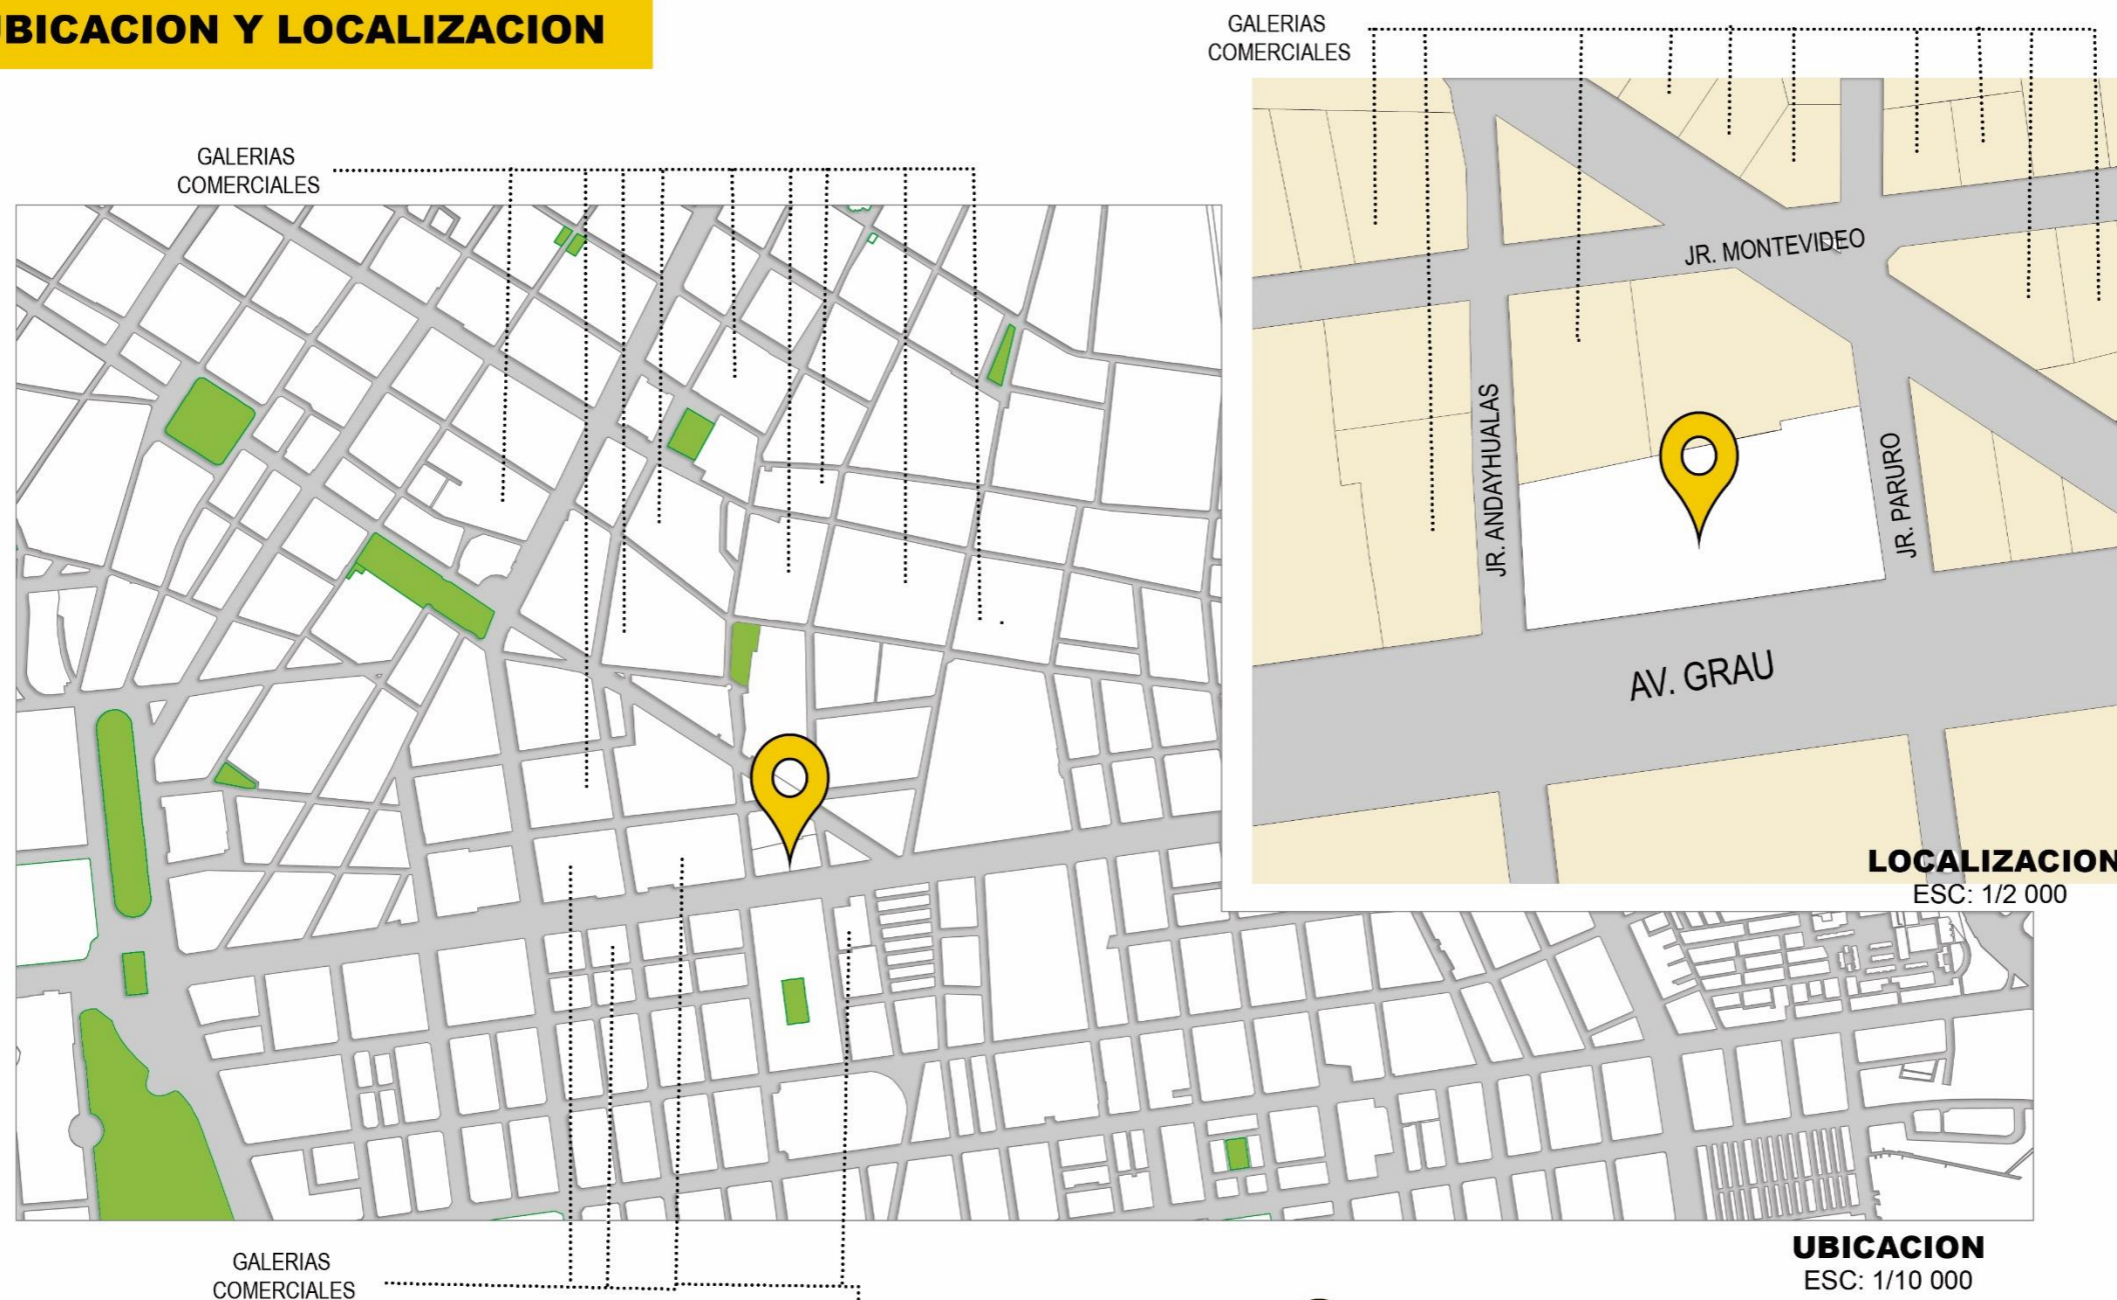 UBICACION Y LOCALIZACION
GALERIAS
COMERCIALES
GALERIAS
COMERCIALES
JR. MONTEVIDEO
JR. ANDAYHUALAS
JR. PARURO
AV. GRAU
LOCALIZACION
ESC: 1/2 000
UBICACION
ESC: 1/10 000
GALERIAS
COMERCIALES